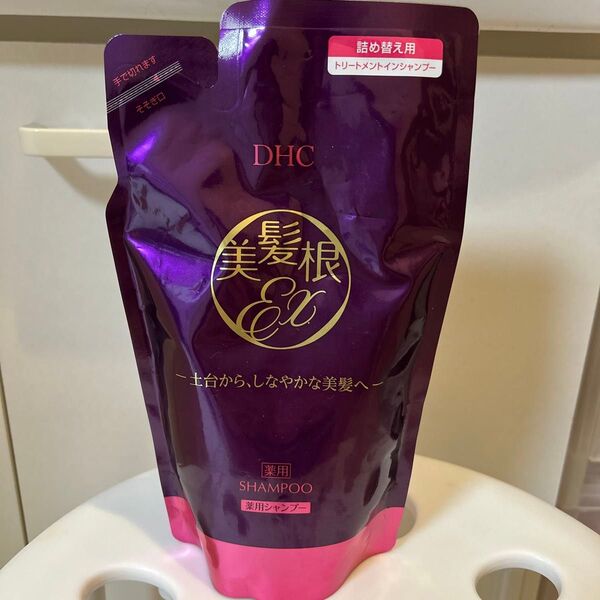 手で切れます
そそぎ口
詰め替え用
トリートメントインシャンプー
DHC
美髪根
Ex
土台から、しなやかな美髪へ
薬用
SHAMPOO
薬用シャンプー